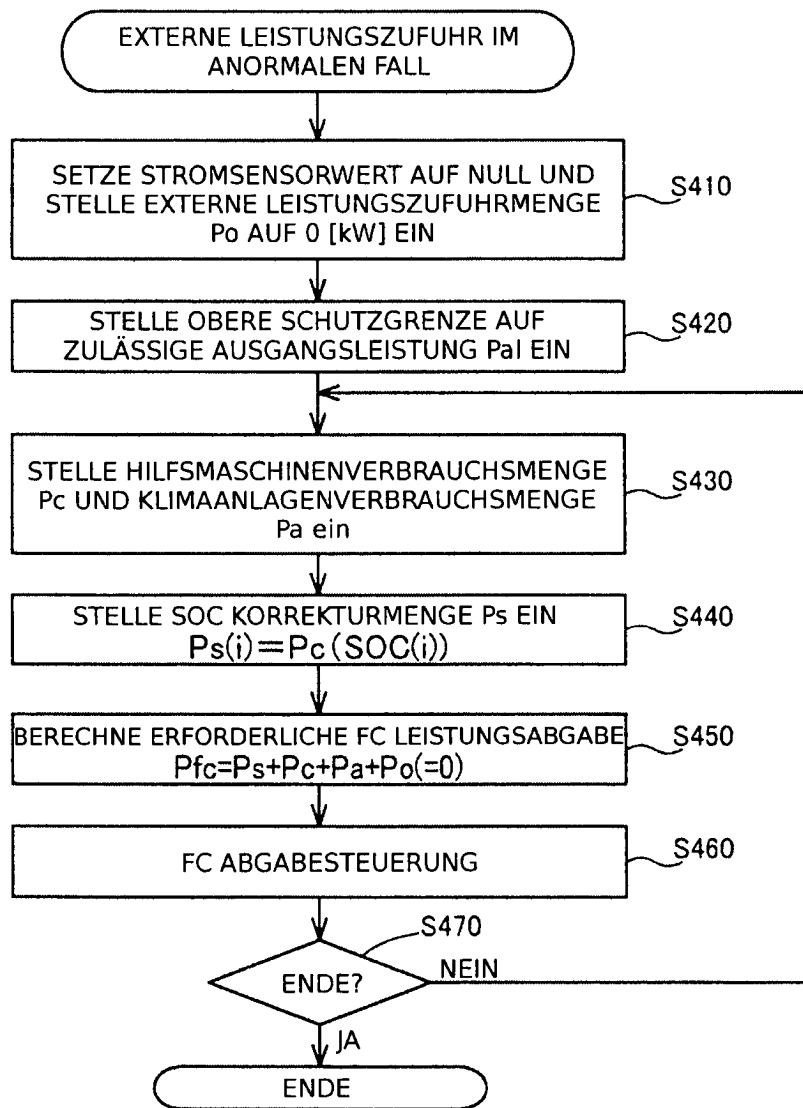 EXTERNE LEISTUNGSZUFUHR IM
ANORMALEN FALL
SETZE STROMSENSORWERT AUF NULL UND
STELLE EXTERNE LEISTUNGSZUFUHRMENGE
Po AUF 0 [kW] EIN
S410
STELLE OBERE SCHUTZGRENZE AUF
ZULÄSSIGE AUSGANGSLEISTUNG Pal EIN
S420
STELLE HILFSMASCHINENVERBRAUCHSMENGE
Pc UND KLIMAANLAGENVERBRAUCHSMENGE
Pa ein
S430
STELLE SOC KORREKTURMENGE Ps EIN
Ps(i)=Pc(SOC(i))
S440
BERECHNE ERFORDERLICHE FC LEISTUNGSABGABE
Pfc=Ps+Pc+Pa+Po(=0)
S450
FC ABGABESTEUERUNG
S460
S470
ENDE?
NEIN
JA
ENDE